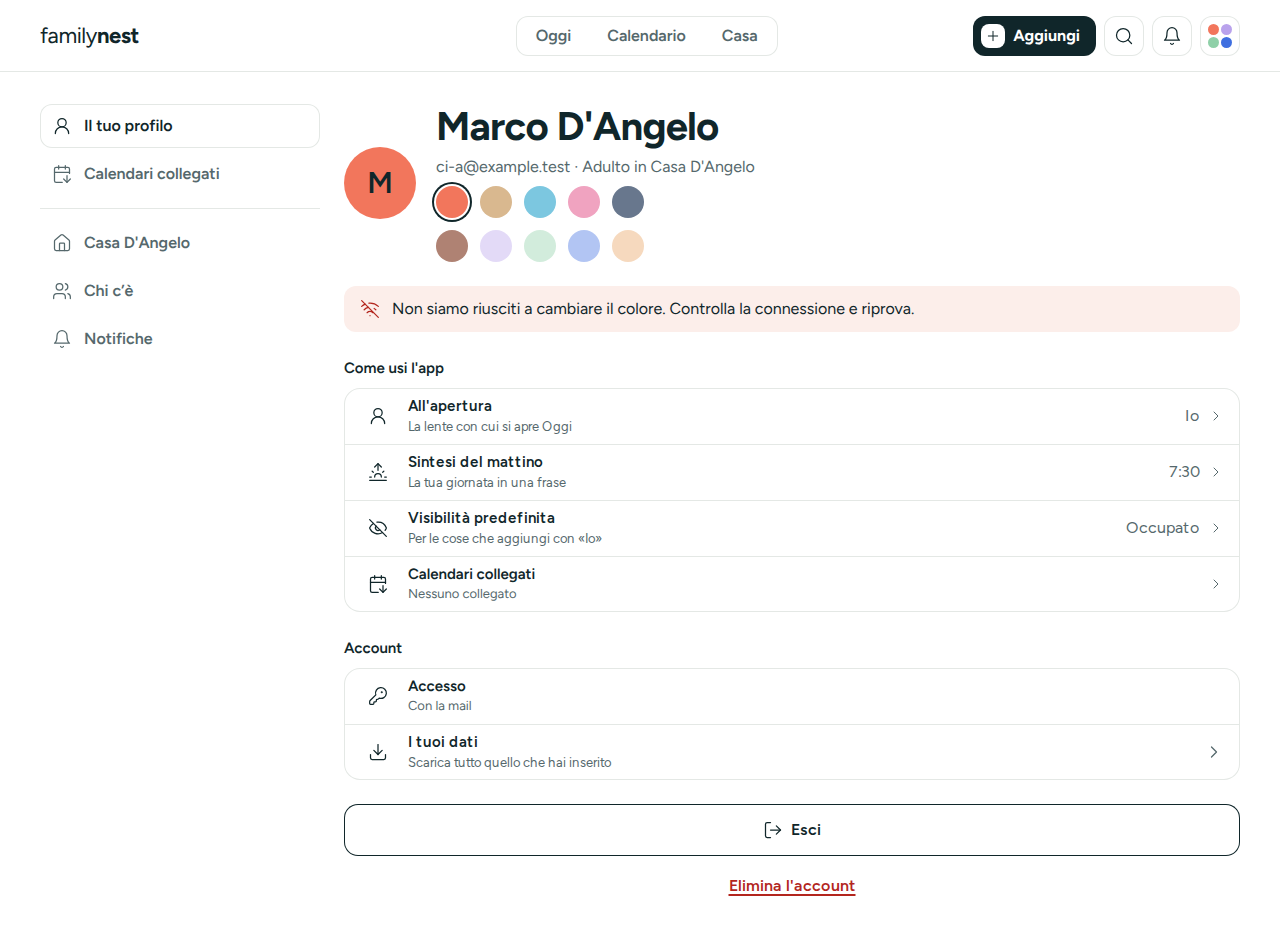 familynest
Oggi
Calendario
Casa
Aggiungi
Il tuo profilo
Calendari collegati
Casa D'Angelo
Chi c’è
Notifiche
M
Marco D'Angelo
ci-a@example.test · Adulto in Casa D'Angelo
Non siamo riusciti a cambiare il colore. Controlla la connessione e riprova.
Come usi l'app
All'apertura
La lente con cui si apre Oggi
Io
Sintesi del mattino
La tua giornata in una frase
7:30
Visibilità predefinita
Per le cose che aggiungi con «Io»
Occupato
Calendari collegati
Nessuno collegato
Account
Accesso
Con la mail
I tuoi dati
Scarica tutto quello che hai inserito
Esci
Elimina l'account